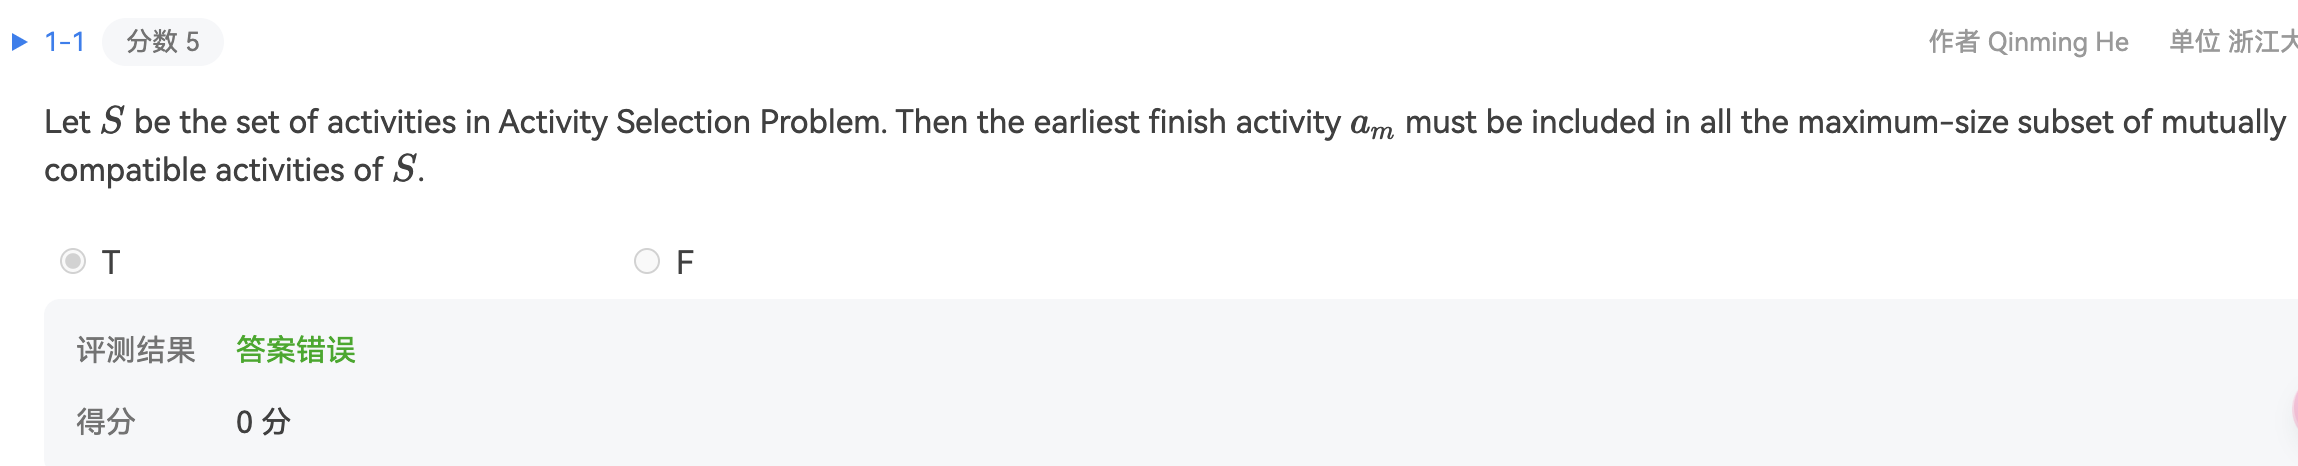 1-1 分数 5 作者 Qinming He 单位 浙江大
Let S be the set of activities in Activity Selection Problem. Then the earliest finish activity aₘ must be included in all the maximum-size subset of mutually
compatible activities of S.
T F
评测结果 答案错误
得分 0 分